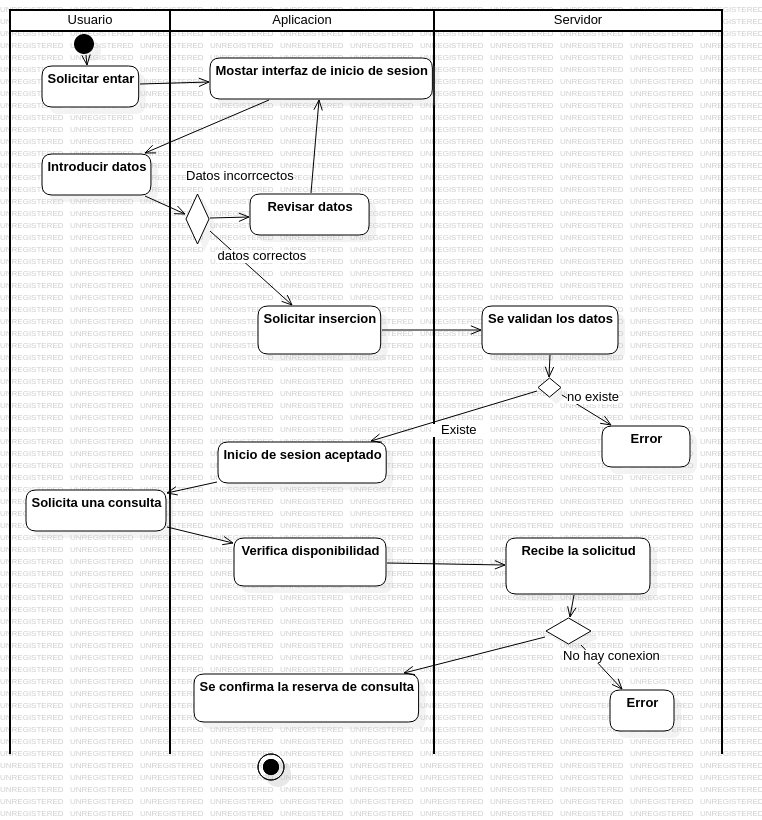 Usuario
Aplicacion
Servidor
Solicitar entar
Mostar interfaz de inicio de sesion
Introducir datos
Datos incorrcectos
Revisar datos
datos correctos
Solicitar insercion
Se validan los datos
no existe
Existe
Error
Inicio de sesion aceptado
Solicita una consulta
Verifica disponibilidad
Recibe la solicitud
No hay conexion
Se confirma la reserva de consulta
Error
UNREGISTERED